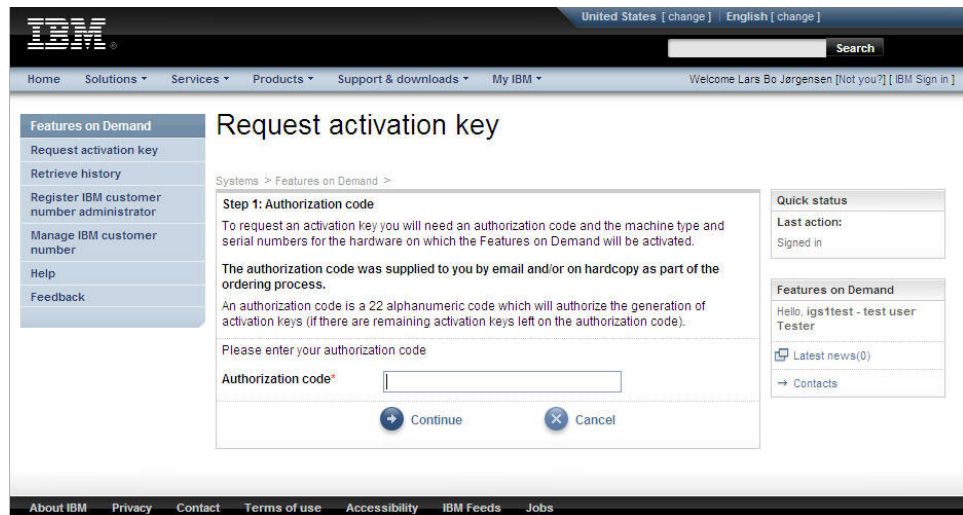 United States [ change ] | English [ change ]
IBM®
Search
Home Solutions Services Products Support & downloads My IBM Welcome Lars Bo Jørgensen [Not you?] [ IBM Sign in ]
Features on Demand
Request activation key
Retrieve history
Register IBM customer
number administrator
Manage IBM customer
number
Help
Feedback
Request activation key
Systems > Features on Demand >
Step 1: Authorization code
To request an activation key you will need an authorization code and the machine type and
serial numbers for the hardware on which the Features on Demand will be activated.
The authorization code was supplied to you by email and/or on hardcopy as part of the
ordering process.
An authorization code is a 22 alphanumeric code which will authorize the generation of
activation keys (if there are remaining activation keys left on the authorization code).
Please enter your authorization code
Authorization code*
Continue Cancel
Quick status
Last action:
Signed in
Features on Demand
Hello, igs1test - test user
Tester
Latest news(0)
→ Contacts
About IBM Privacy Contact Terms of use Accessibility IBM Feeds Jobs